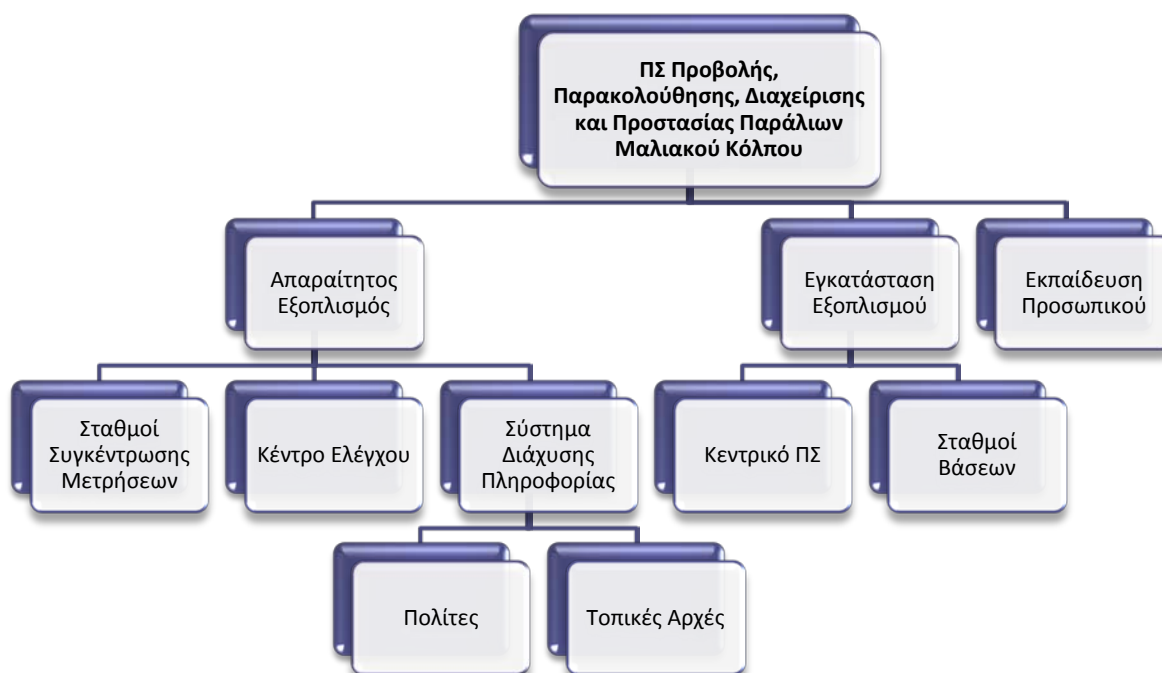 ΠΣ Προβολής,
Παρακολούθησης, Διαχείρισης
και Προστασίας Παράλιων
Μαλιακού Κόλπου
Απαραίτητος
Εξοπλισμός
Εγκατάσταση
Εξοπλισμού
Εκπαίδευση
Προσωπικού
Σταθμοί
Συγκέντρωσης
Μετρήσεων
Κέντρο Ελέγχου
Σύστημα
Διάχυσης
Πληροφορίας
Κεντρικό ΠΣ
Σταθμοί
Βάσεων
Πολίτες
Τοπικές Αρχές